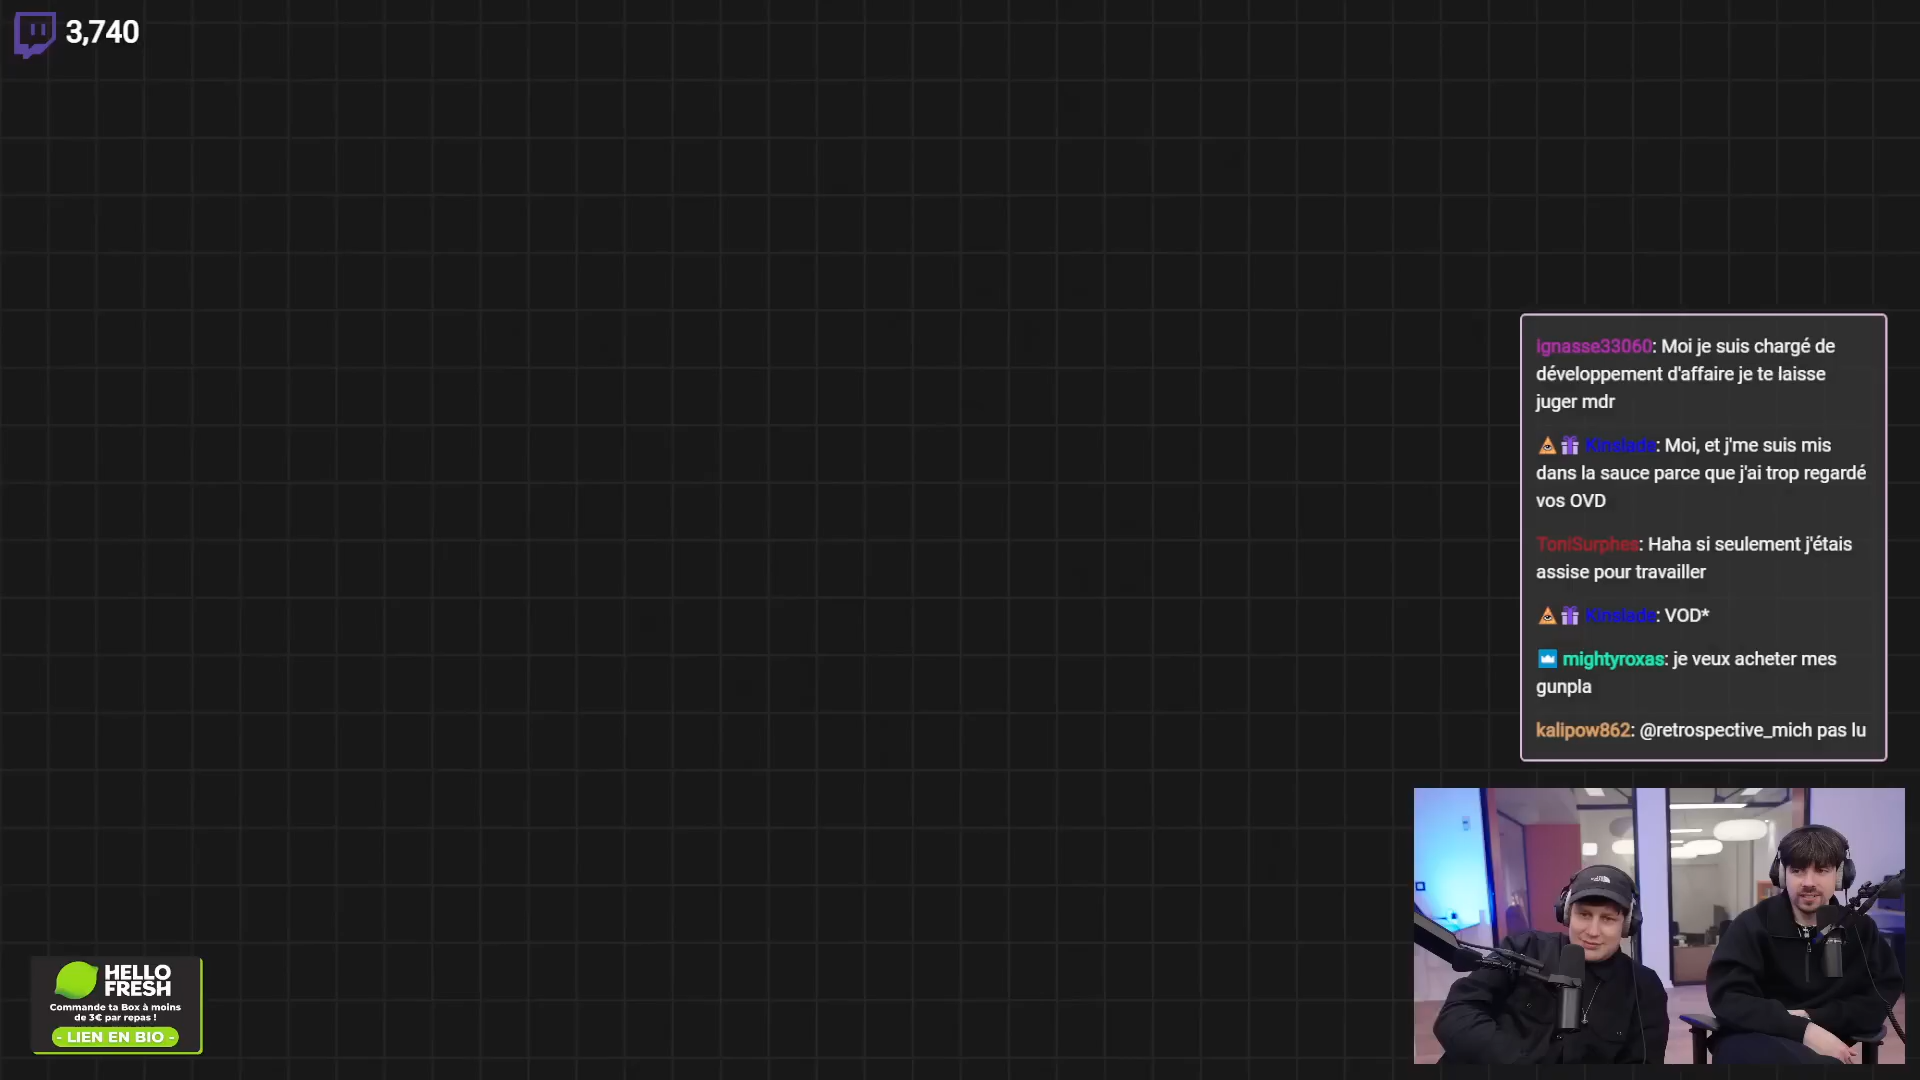 3,740
Ignasse33060: Moi je suis chargé de
développement d'affaire je te laisse
juger mdr
Kinslade: Moi, et j'me suis mis
dans la sauce parce que j'ai trop regardé
vos OVD
ToniSurphes: Haha si seulement j'étais
assise pour travailler
Kinslade: VOD*
mightyroxas: je veux acheter mes
gunpla
kalipow862: @retrospective_mich pas lu
HELLO
FRESH
Commande ta Box à moins
de 3€ par repas !
- LIEN EN BIO -